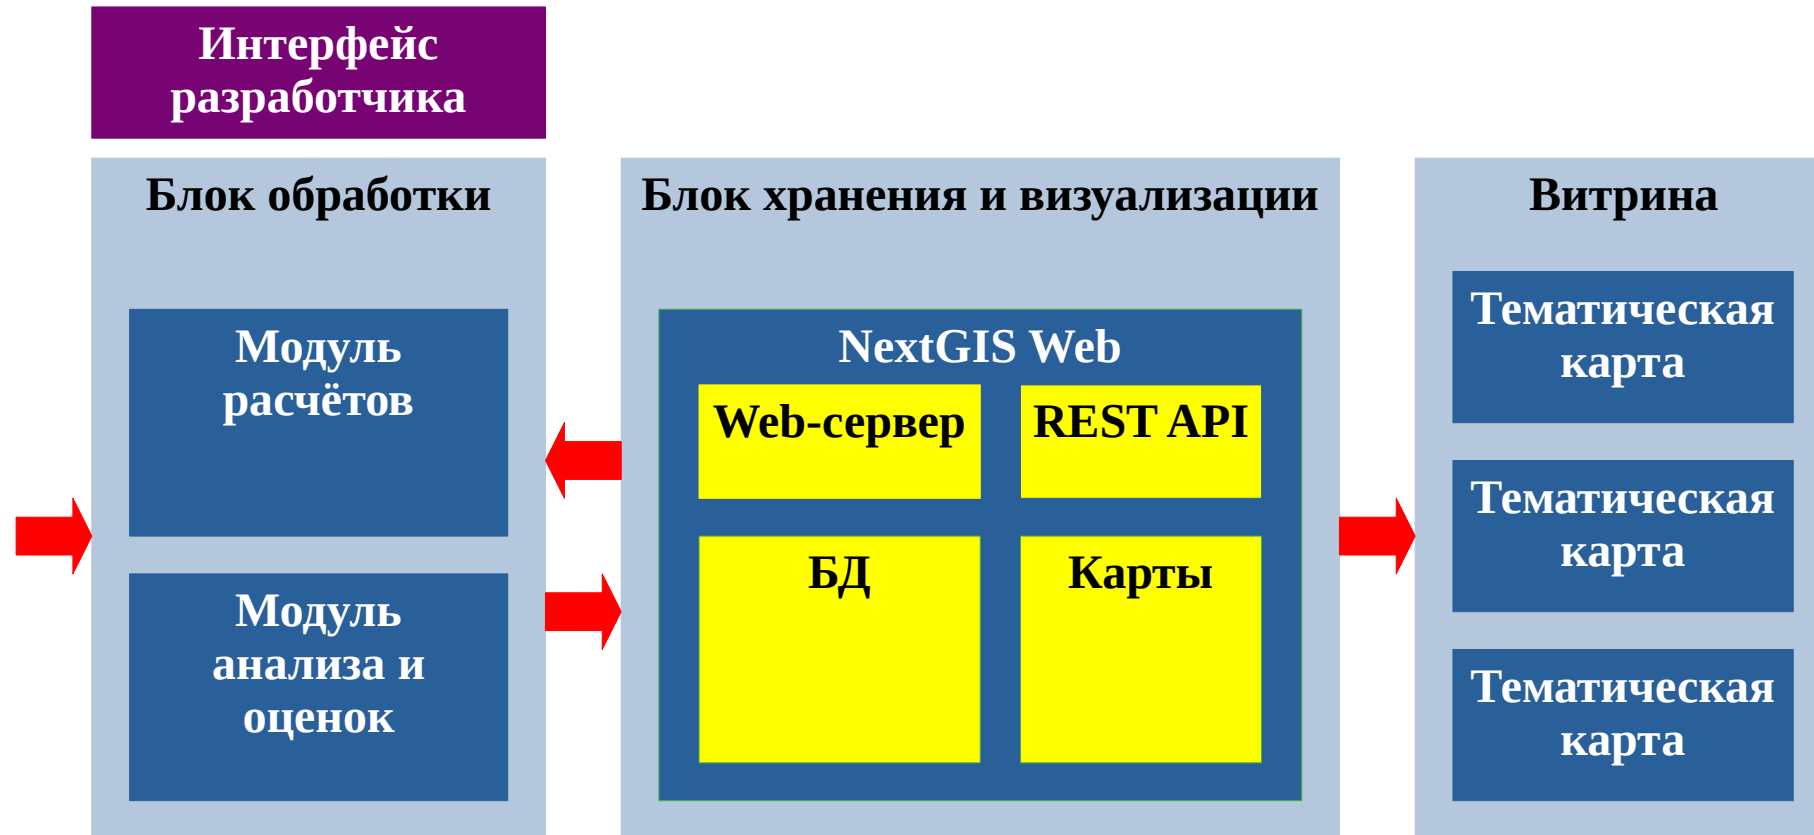 Интерфейс
разработчика
Блок обработки
Модуль
расчётов
Модуль
анализа и
оценок
Блок хранения и визуализации
NextGIS Web
Web-сервер
REST API
БД
Карты
Витрина
Тематическая
карта
Тематическая
карта
Тематическая
карта